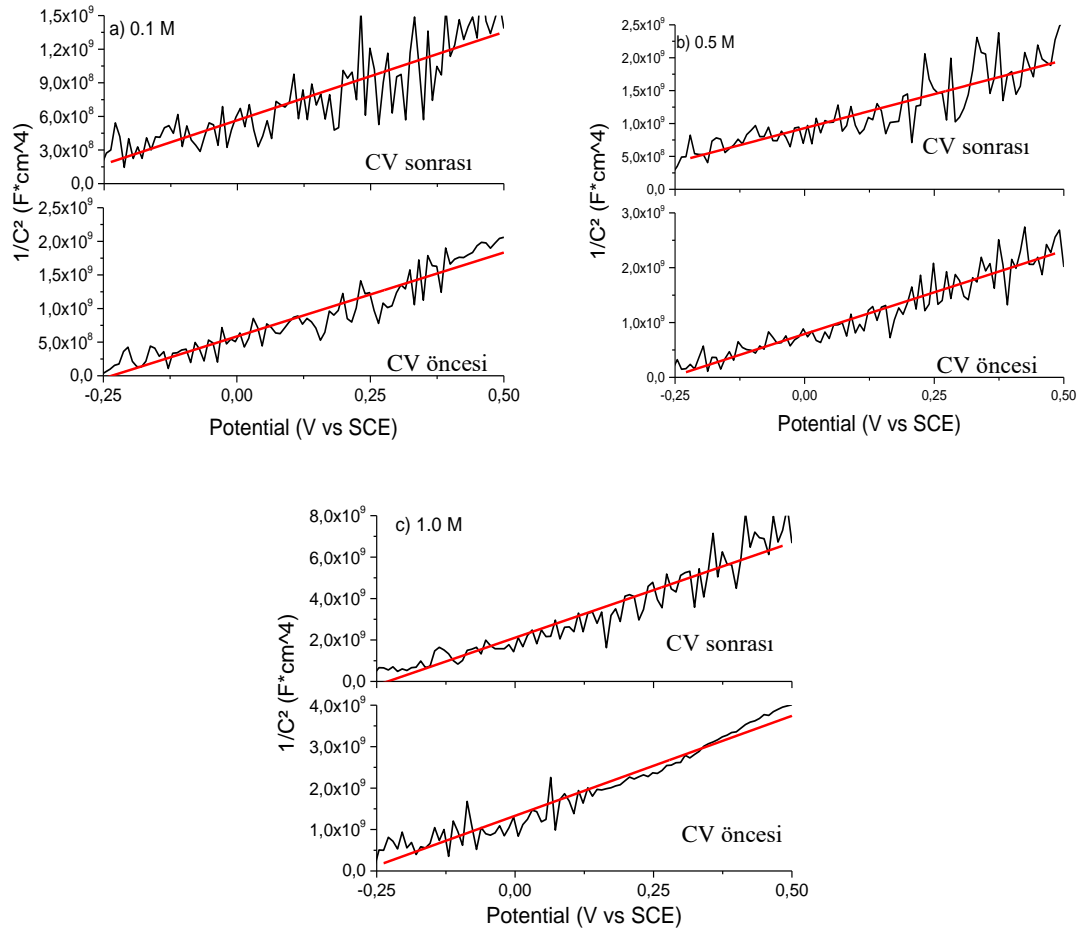 a) 0.1 M
1,5x10⁹
1,2x10⁹
9,0x10⁸
6,0x10⁸
3,0x10⁸
0,0
CV sonrası
2,5x10⁹
2,0x10⁹
1,5x10⁹
1,0x10⁹
5,0x10⁸
0,0
CV öncesi
1/C² (F*cm^4)
-0,25
0,00
0,25
0,50
Potential (V vs SCE)
b) 0.5 M
2,5x10⁹
2,0x10⁹
1,5x10⁹
1,0x10⁹
5,0x10⁸
0,0
CV sonrası
3,0x10⁹
2,0x10⁹
1,0x10⁹
0,0
CV öncesi
1/C² (F*cm^4)
-0,25
0,00
0,25
0,50
Potential (V vs SCE)
c) 1.0 M
8,0x10⁹
6,0x10⁹
4,0x10⁹
2,0x10⁹
0,0
CV sonrası
4,0x10⁹
3,0x10⁹
2,0x10⁹
1,0x10⁹
0,0
CV öncesi
1/C² (F*cm^4)
-0,25
0,00
0,25
0,50
Potential (V vs SCE)